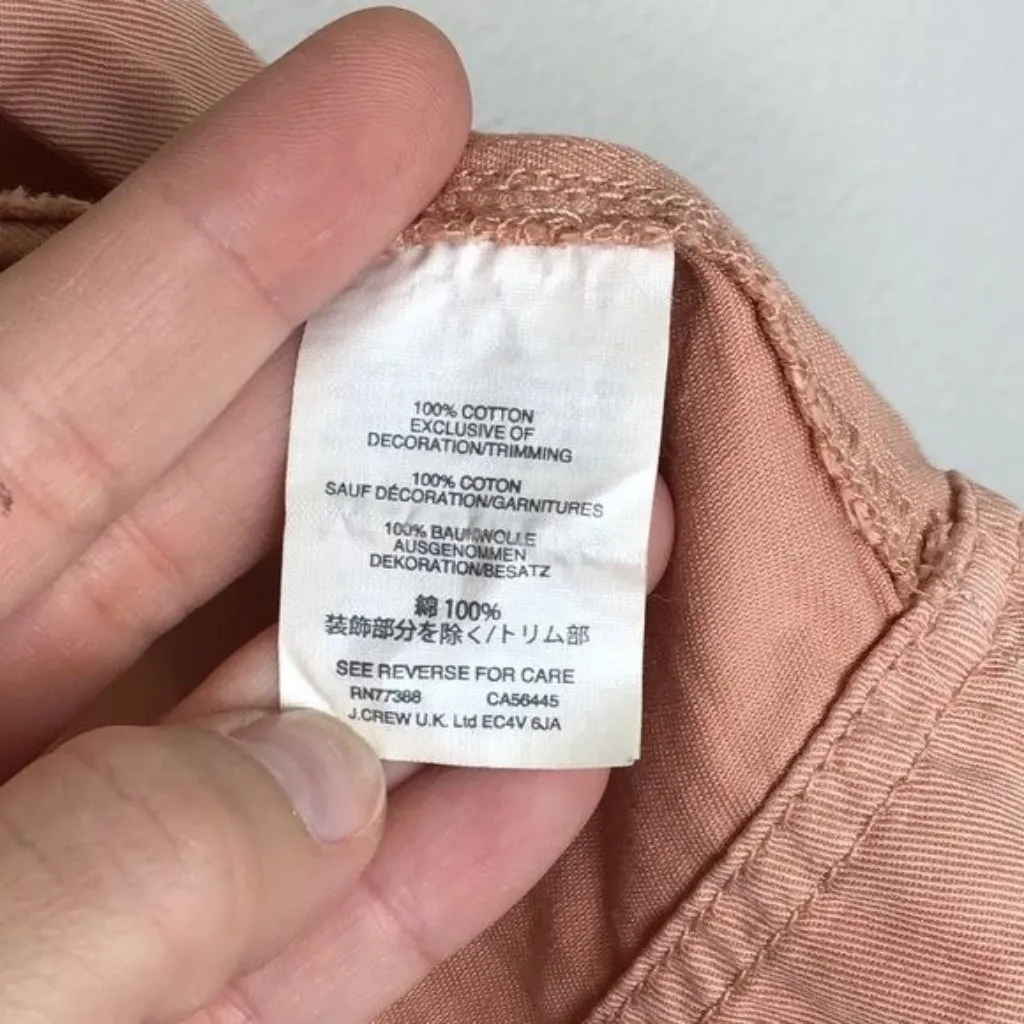 100% COTTON
EXCLUSIVE OF
DECORATION/TRIMMING
100% COTON
SAUF DÉCORATION/GARNITURES
100% BAUMWOLLE
AUSGENOMMEN
DEKORATION/BESATZ
綿 100%
装飾部分を除く/トリム部
SEE REVERSE FOR CARE
RN77388 CA56445
J.CREW U.K. Ltd EC4V 6JA